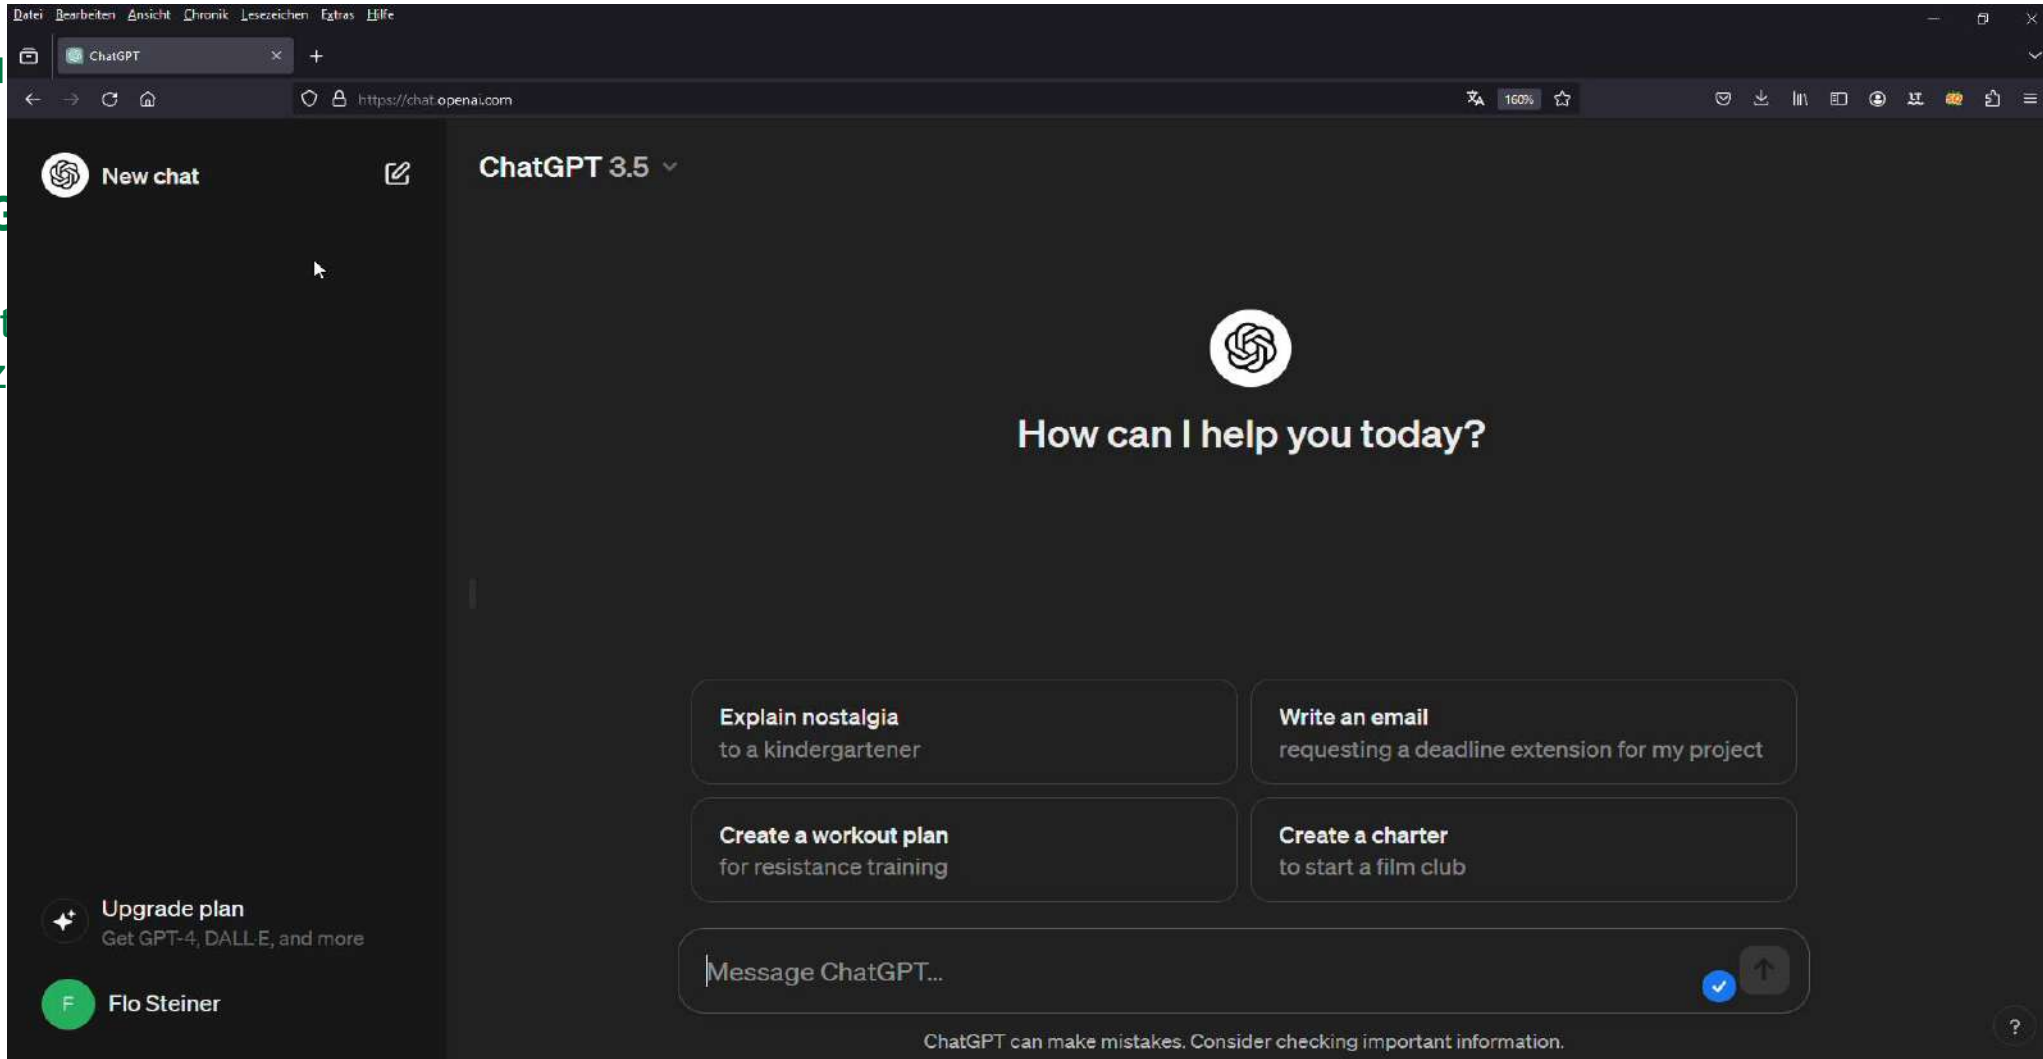 Datei Bearbeiten Ansicht Chronik Lesezeichen Extras Hilfe
ChatGPT
https://chat.openai.com
160%
New chat
ChatGPT 3.5
How can I help you today?
Explain nostalgia
to a kindergartener
Write an email
requesting a deadline extension for my project
Create a workout plan
for resistance training
Create a charter
to start a film club
Upgrade plan
Get GPT-4, DALL·E, and more
Message ChatGPT...
F Flo Steiner
ChatGPT can make mistakes. Consider checking important information.
?